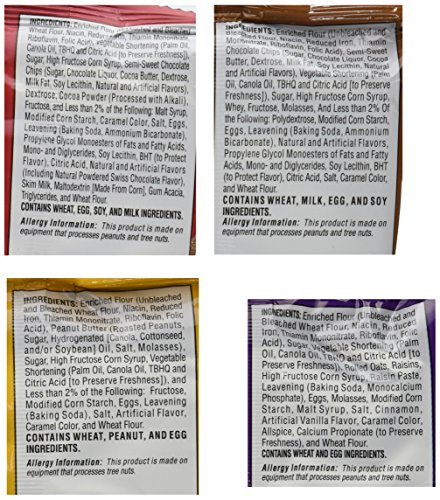 INGREDIENTS: Enriched Flour (Unbleached and Bleached
Wheat Flour, Niacin, Reduced Iron, Thiamin Mononitrate,
Riboflavin, Folic Acid), Vegetable Shortening (Palm Oil,
Canola Oil, TBHQ and Citric Acid [to Preserve Freshness]),
Sugar, High Fructose Corn Syrup, Semi-Sweet Chocolate
Chips (Sugar, Chocolate Liquor, Cocoa Butter, Dextrose,
Milk Fat, Soy Lecithin, Natural and Artificial Flavors),
Dextrose, Cocoa Powder (Processed with Alkali), Eggs,
Fructose, and Less than 2% of the Following: Malt Syrup,
Modified Corn Starch, Caramel Color, Salt, Eggs,
Leavening (Baking Soda, Ammonium Bicarbonate),
Propylene Glycol Monoesters of Fats and Fatty Acids,
Mono- and Diglycerides, Soy Lecithin, BHT (to Protect
Flavor), Citric Acid, Natural and Artificial Flavors
(Including Natural Powdered Swiss Chocolate Flavor),
Skim Milk, Maltodextrin [Made From Corn], Gum Acacia,
Triglycerides, and Wheat Flour.
CONTAINS WHEAT, EGG, SOY, AND MILK INGREDIENTS.
Allergy Information: This product is made on
equipment that processes peanuts and tree nuts.
INGREDIENTS: Enriched Flour (Unbleached and
Bleached Wheat Flour, Niacin, Reduced Iron, Thiamin
Mononitrate, Riboflavin, Folic Acid), Semi-Sweet
Chocolate Chips (Sugar, Chocolate Liquor, Cocoa
Butter, Dextrose, Milk Fat, Soy Lecithin, Natural
and Artificial Flavors), Vegetable Shortening (Palm
Oil, Canola Oil, TBHQ and Citric Acid [to Preserve
Freshness]), Sugar, High Fructose Corn Syrup,
Whey, Fructose, Molasses, And Less than 2% Of
the Following: Polydextrose, Modified Corn Starch,
Eggs, Leavening (Baking Soda, Ammonium
Bicarbonate), Natural and Artificial Flavors,
Propylene Glycol Monoesters of Fats and Fatty
Acids, Mono- and Diglycerides, Soy Lecithin, BHT
(to Protect Flavor), Citric Acid, Salt, Caramel Color,
and Wheat Flour.
CONTAINS WHEAT, MILK, EGG, AND SOY
INGREDIENTS.
Allergy Information: This product is made on
equipment that processes peanuts and tree nuts.
INGREDIENTS: Enriched Flour (Unbleached
and Bleached Wheat Flour, Niacin, Reduced
Iron, Thiamin Mononitrate, Riboflavin, Folic
Acid), Peanut Butter (Roasted Peanuts,
Sugar, Hydrogenated [Canola, Cottonseed,
and/or Soybean] Oil, Salt, Molasses),
Sugar, High Fructose Corn Syrup, Vegetable
Shortening (Palm Oil, Canola Oil, TBHQ and
Citric Acid [to Preserve Freshness]), and
Less than 2% of the Following: Fructose,
Modified Corn Starch, Eggs, Leavening
(Baking Soda), Salt, Artificial Flavor,
Caramel Color, and Wheat Flour.
CONTAINS WHEAT, PEANUT, AND EGG
INGREDIENTS.
Allergy Information: This product is made on
equipment that processes tree nuts.
INGREDIENTS: Enriched Flour (Unbleached
and Bleached Wheat Flour, Niacin, Reduced
Iron, Thiamin Mononitrate, Riboflavin, Folic
Acid), Sugar, Vegetable Shortening (Palm
Oil, Canola Oil, TBHQ and Citric Acid [to
Preserve Freshness]), Rolled Oats, Raisins,
High Fructose Corn Syrup, Raisin Paste,
Leavening (Baking Soda, Monocalcium
Phosphate), Eggs, Molasses, Modified Corn
Starch, Malt Syrup, Salt, Cinnamon,
Artificial Vanilla Flavor, Caramel Color,
Allspice, Calcium Propionate (to Preserve
Freshness), and Wheat Flour.
CONTAINS WHEAT AND EGG INGREDIENTS.
Allergy Information: This product is made on
equipment that processes peanuts and tree nuts.